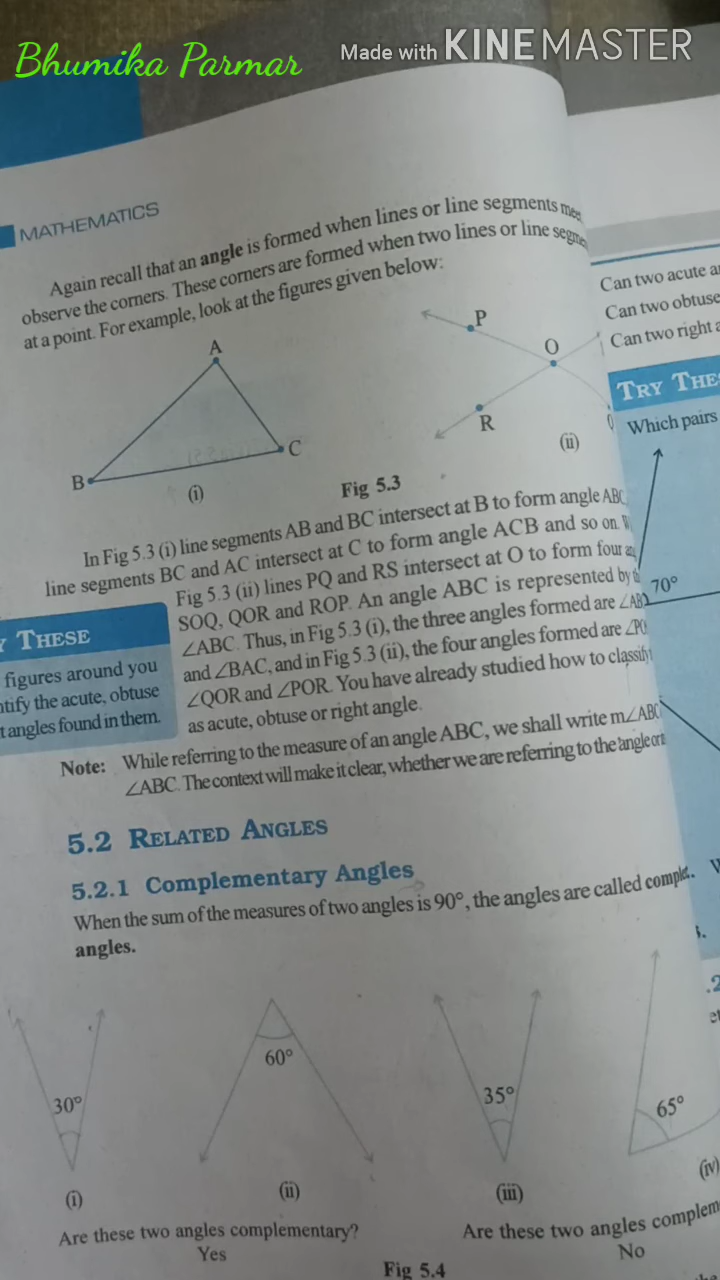 Bhumika Parmar
Made with KINEMASTER
MATHEMATICS
Again recall that an angle is formed when lines or line segments
observe the corners. These corners are formed when two lines or line
at a point. For example, look at the figures given below:
A
B
C
(i)
P
O
R
(ii)
Fig 5.3
In Fig 5.3 (i) line segments AB and BC intersect at B to form angle ABC,
line segments BC and AC intersect at C to form angle ACB and so on.
Fig 5.3 (ii) lines PQ and RS intersect at O to form four
SOQ, QOR and ROP. An angle ABC is represented by
∠ABC. Thus, in Fig 5.3 (i), the three angles formed are
and ∠BAC, and in Fig 5.3 (ii), the four angles formed are
∠QOR and ∠POR. You have already studied how to classify
as acute, obtuse or right angle.
THESE
figures around you
acute, obtuse
angles found in them.
Note: While referring to the measure of an angle ABC, we shall write m∠ABC
∠ABC. The context will make it clear, whether we are referring to the angle or
5.2 RELATED ANGLES
5.2.1 Complementary Angles
When the sum of the measures of two angles is 90°, the angles are called
angles.
30°
60°
35°
65°
(i)
(ii)
(iii)
(iv)
Are these two angles complementary?
Yes
Are these two angles
No
Fig 5.4
Can two acute
Can two obtuse
Can two right
TRY
Which pairs
70°